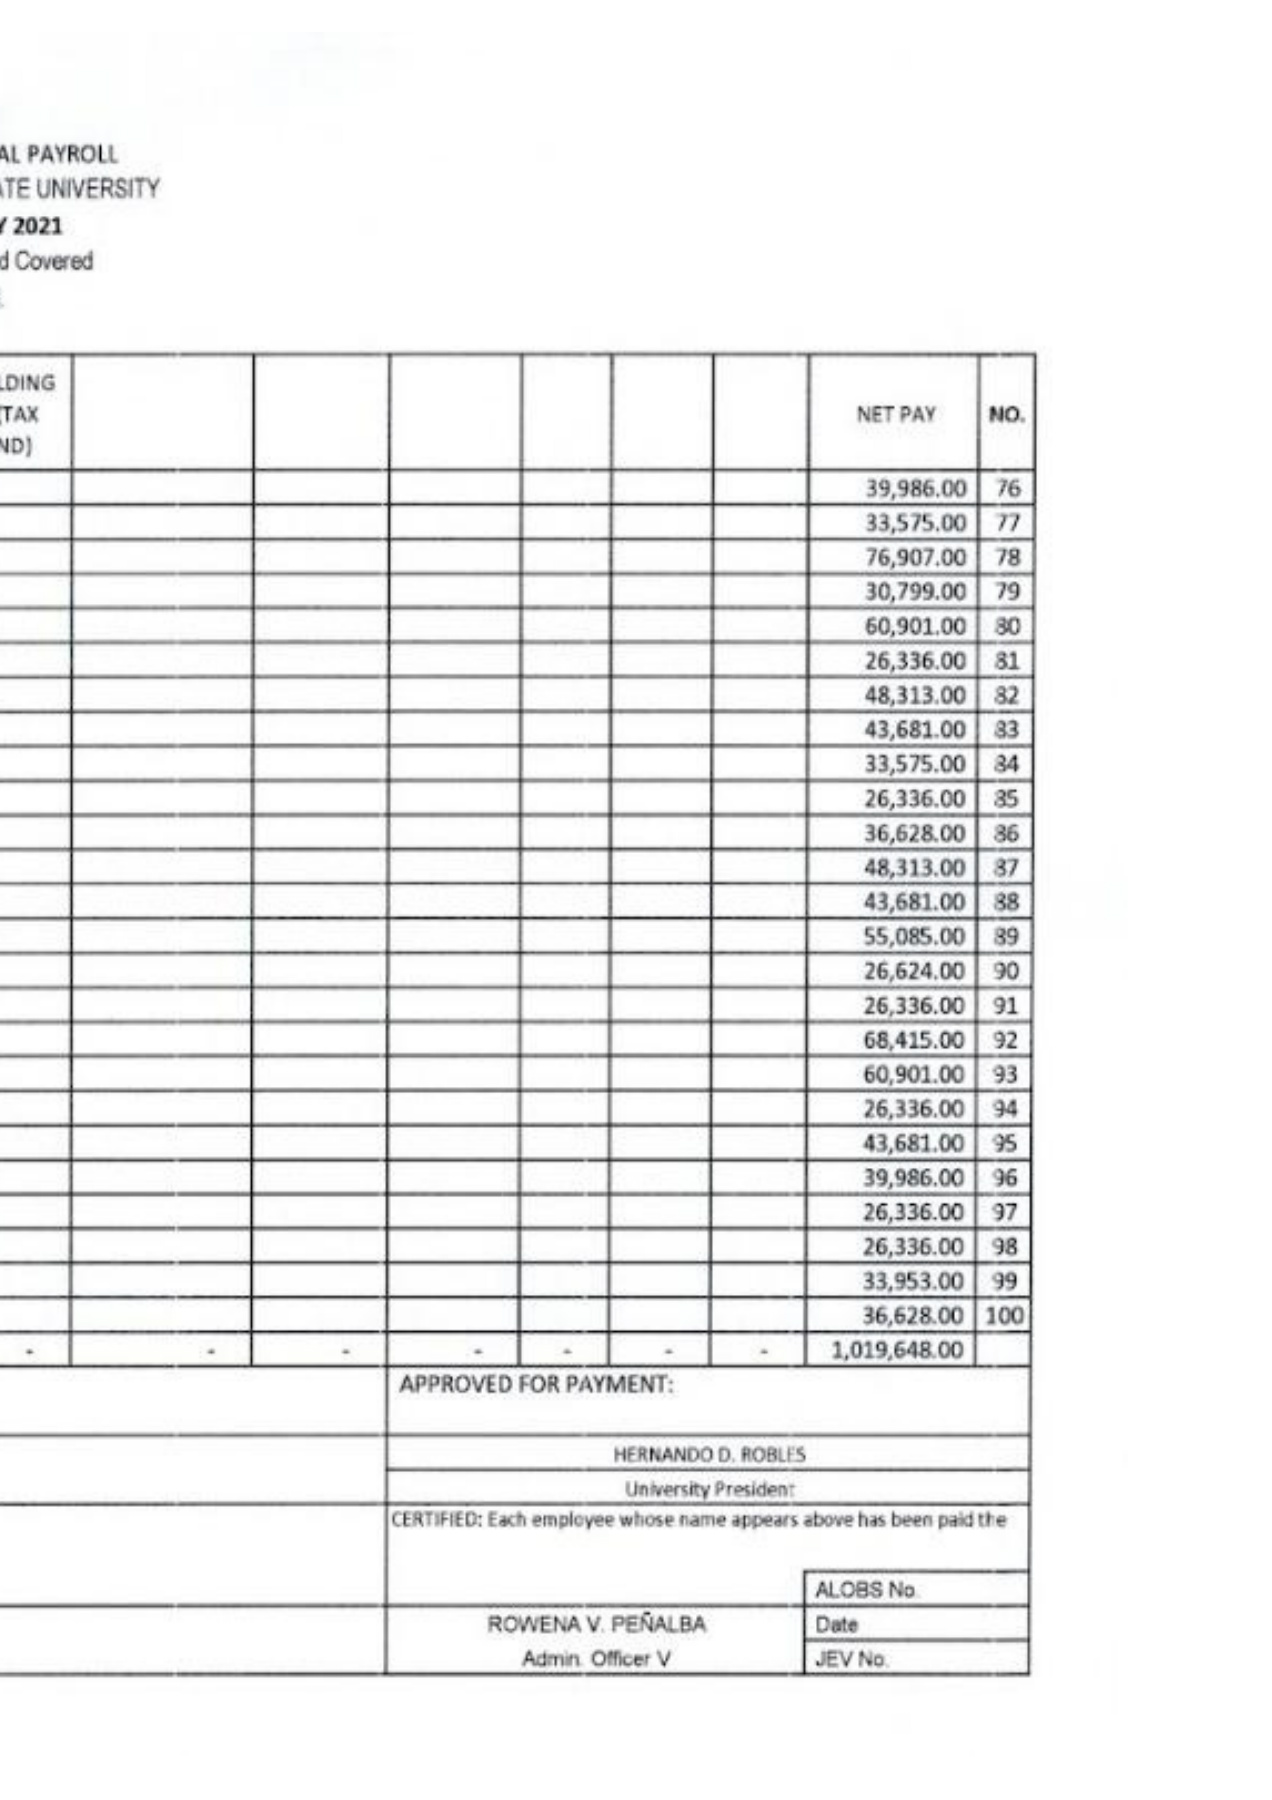 AL PAYROLL
ATE UNIVERSITY
Y 2021
d Covered
LDING
(TAX
ND)
NET PAY NO.
39,986.00 76
33,575.00 77
76,907.00 78
30,799.00 79
60,901.00 80
26,336.00 81
48,313.00 82
43,681.00 83
33,575.00 84
26,336.00 85
36,628.00 86
48,313.00 87
43,681.00 88
55,085.00 89
26,624.00 90
26,336.00 91
68,415.00 92
60,901.00 93
26,336.00 94
43,681.00 95
39,986.00 96
26,336.00 97
26,336.00 98
33,953.00 99
36,628.00 100
- - - - - - - 1,019,648.00
APPROVED FOR PAYMENT:
HERNANDO D. ROBLES
University President
CERTIFIED: Each employee whose name appears above has been paid the
ALOBS No.
ROWENA V. PEÑALBA Date
Admin. Officer V JEV No.